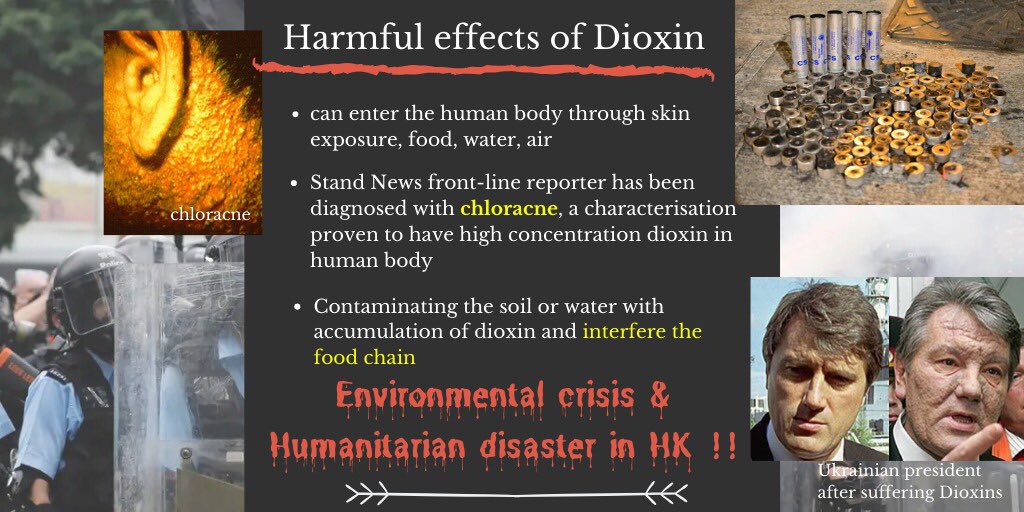 Harmful effects of Dioxin
chloracne
can enter the human body through skin
exposure, food, water, air
Stand News front-line reporter has been
diagnosed with chloracne, a characterisation
proven to have high concentration dioxin in
human body
Contaminating the soil or water with
accumulation of dioxin and interfere the
food chain
Environmental crisis &
Humanitarian disaster in HK !!
CS
Ukrainian president
after suffering Dioxins